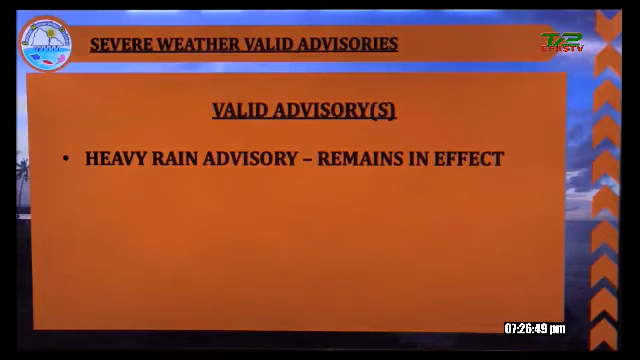 SEVERE WEATHER VALID ADVISORIES
VALID ADVISORY(S)
• HEAVY RAIN ADVISORY – REMAINS IN EFFECT
07:26:49 pm